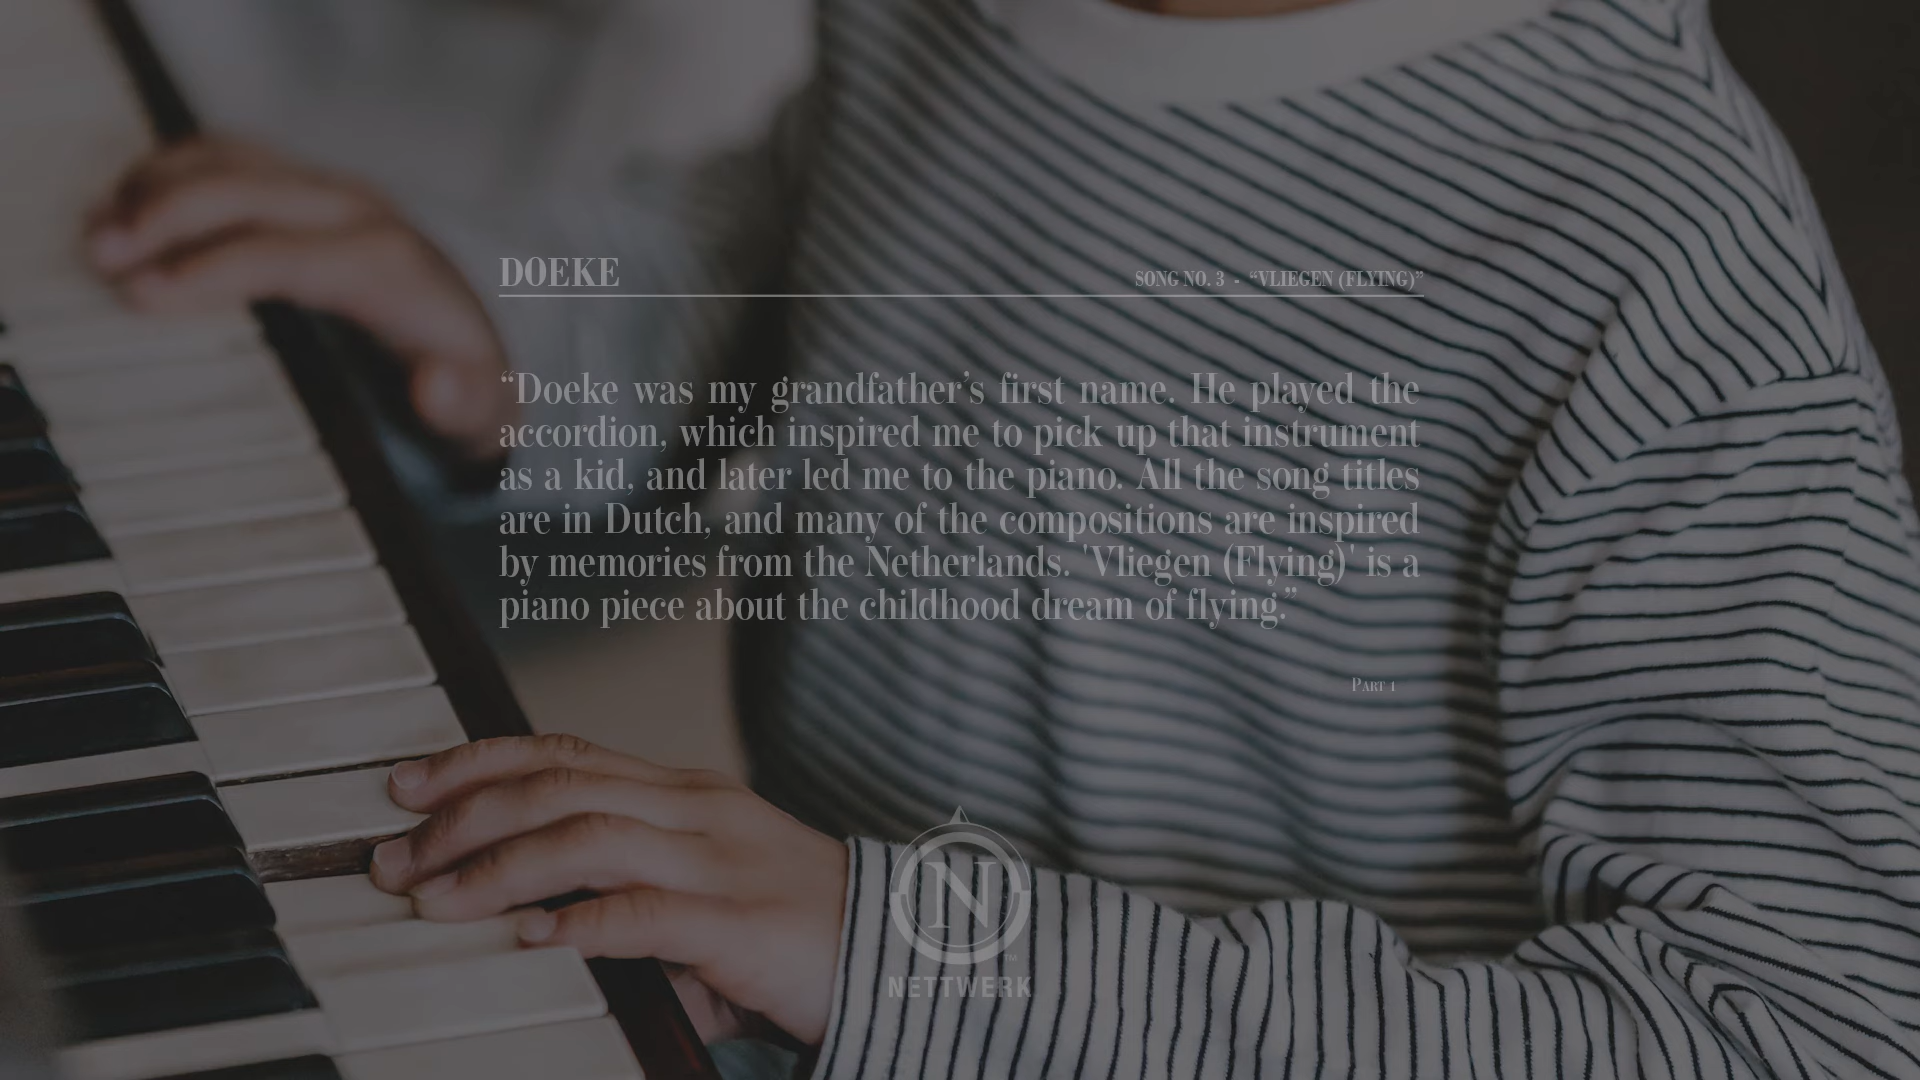 DOEKE
SONG NO. 3 - “VLIEGEN (FLYING)”
“Doeke was my grandfather’s first name. He played the
accordion, which inspired me to pick up that instrument
as a kid, and later led me to the piano. All the song titles
are in Dutch, and many of the compositions are inspired
by memories from the Netherlands. 'Vliegen (Flying)' is a
piano piece about the childhood dream of flying.”
PART 1
N
TM
NETTWERK